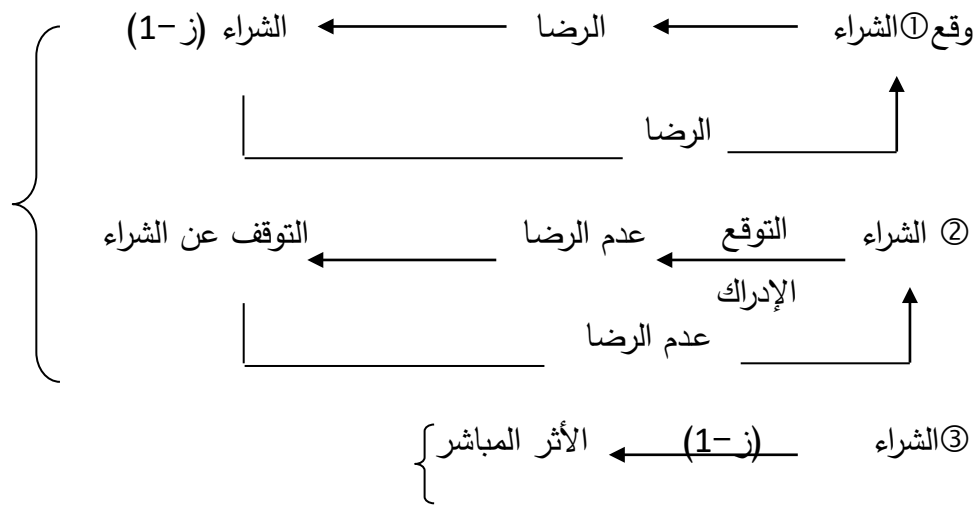 وقع①الشراء الرضا الشراء (ز –1)
الرضا
التوقع
② الشراء عدم الرضا التوقف عن الشراء
الإدراك
عدم الرضا
③الشراء (ز –1) الأثر المباشر